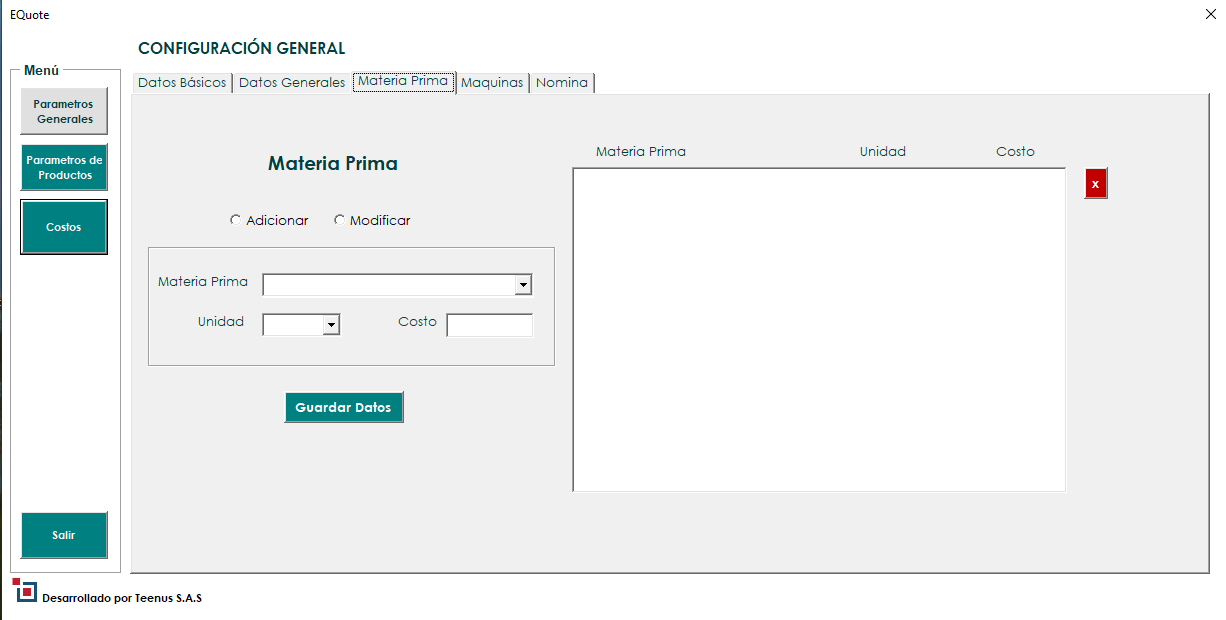 EQuote
CONFIGURACIÓN GENERAL
Menú
Parametros
Generales
Parametros de
Productos
Costos
Salir
Datos Básicos
Datos Generales
Materia Prima
Maquinas
Nomina
Materia Prima
Adicionar
Modificar
Materia Prima
Unidad
Costo
Guardar Datos
Materia Prima
Unidad
Costo
x
Desarrollado por Teenus S.A.S